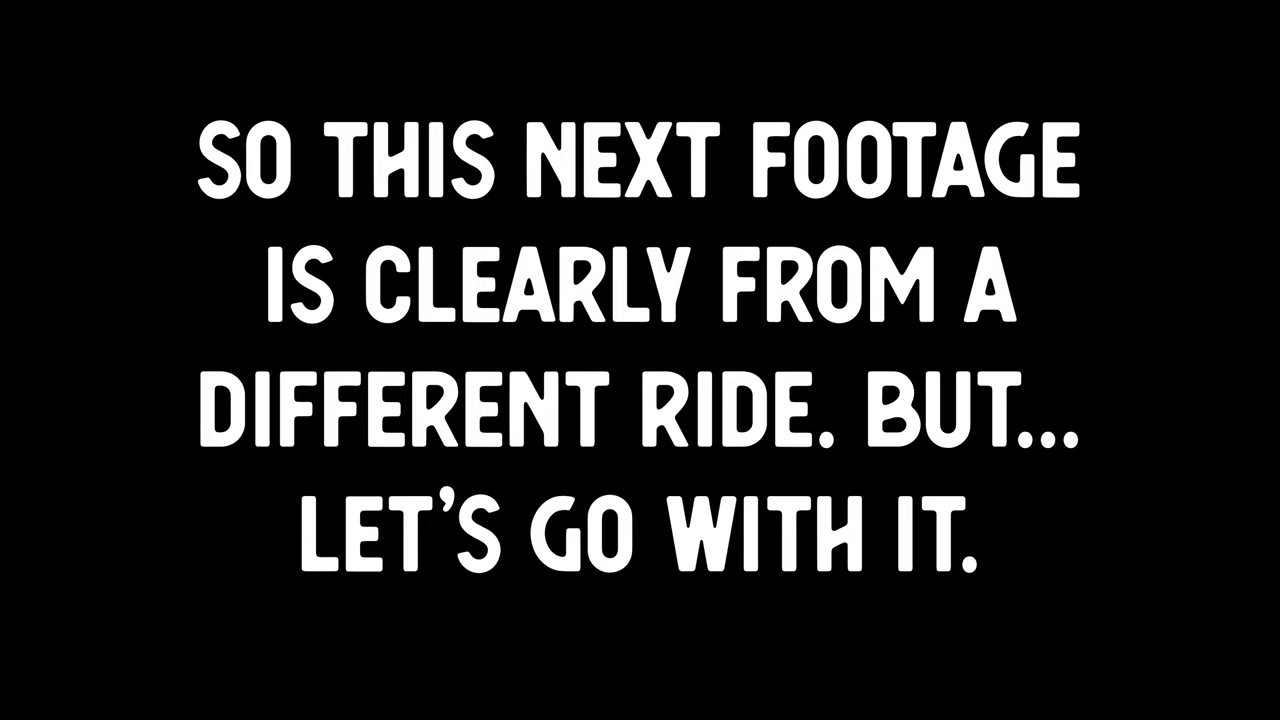 SO THIS NEXT FOOTAGE
IS CLEARLY FROM A
DIFFERENT RIDE. BUT...
LET’S GO WITH IT.